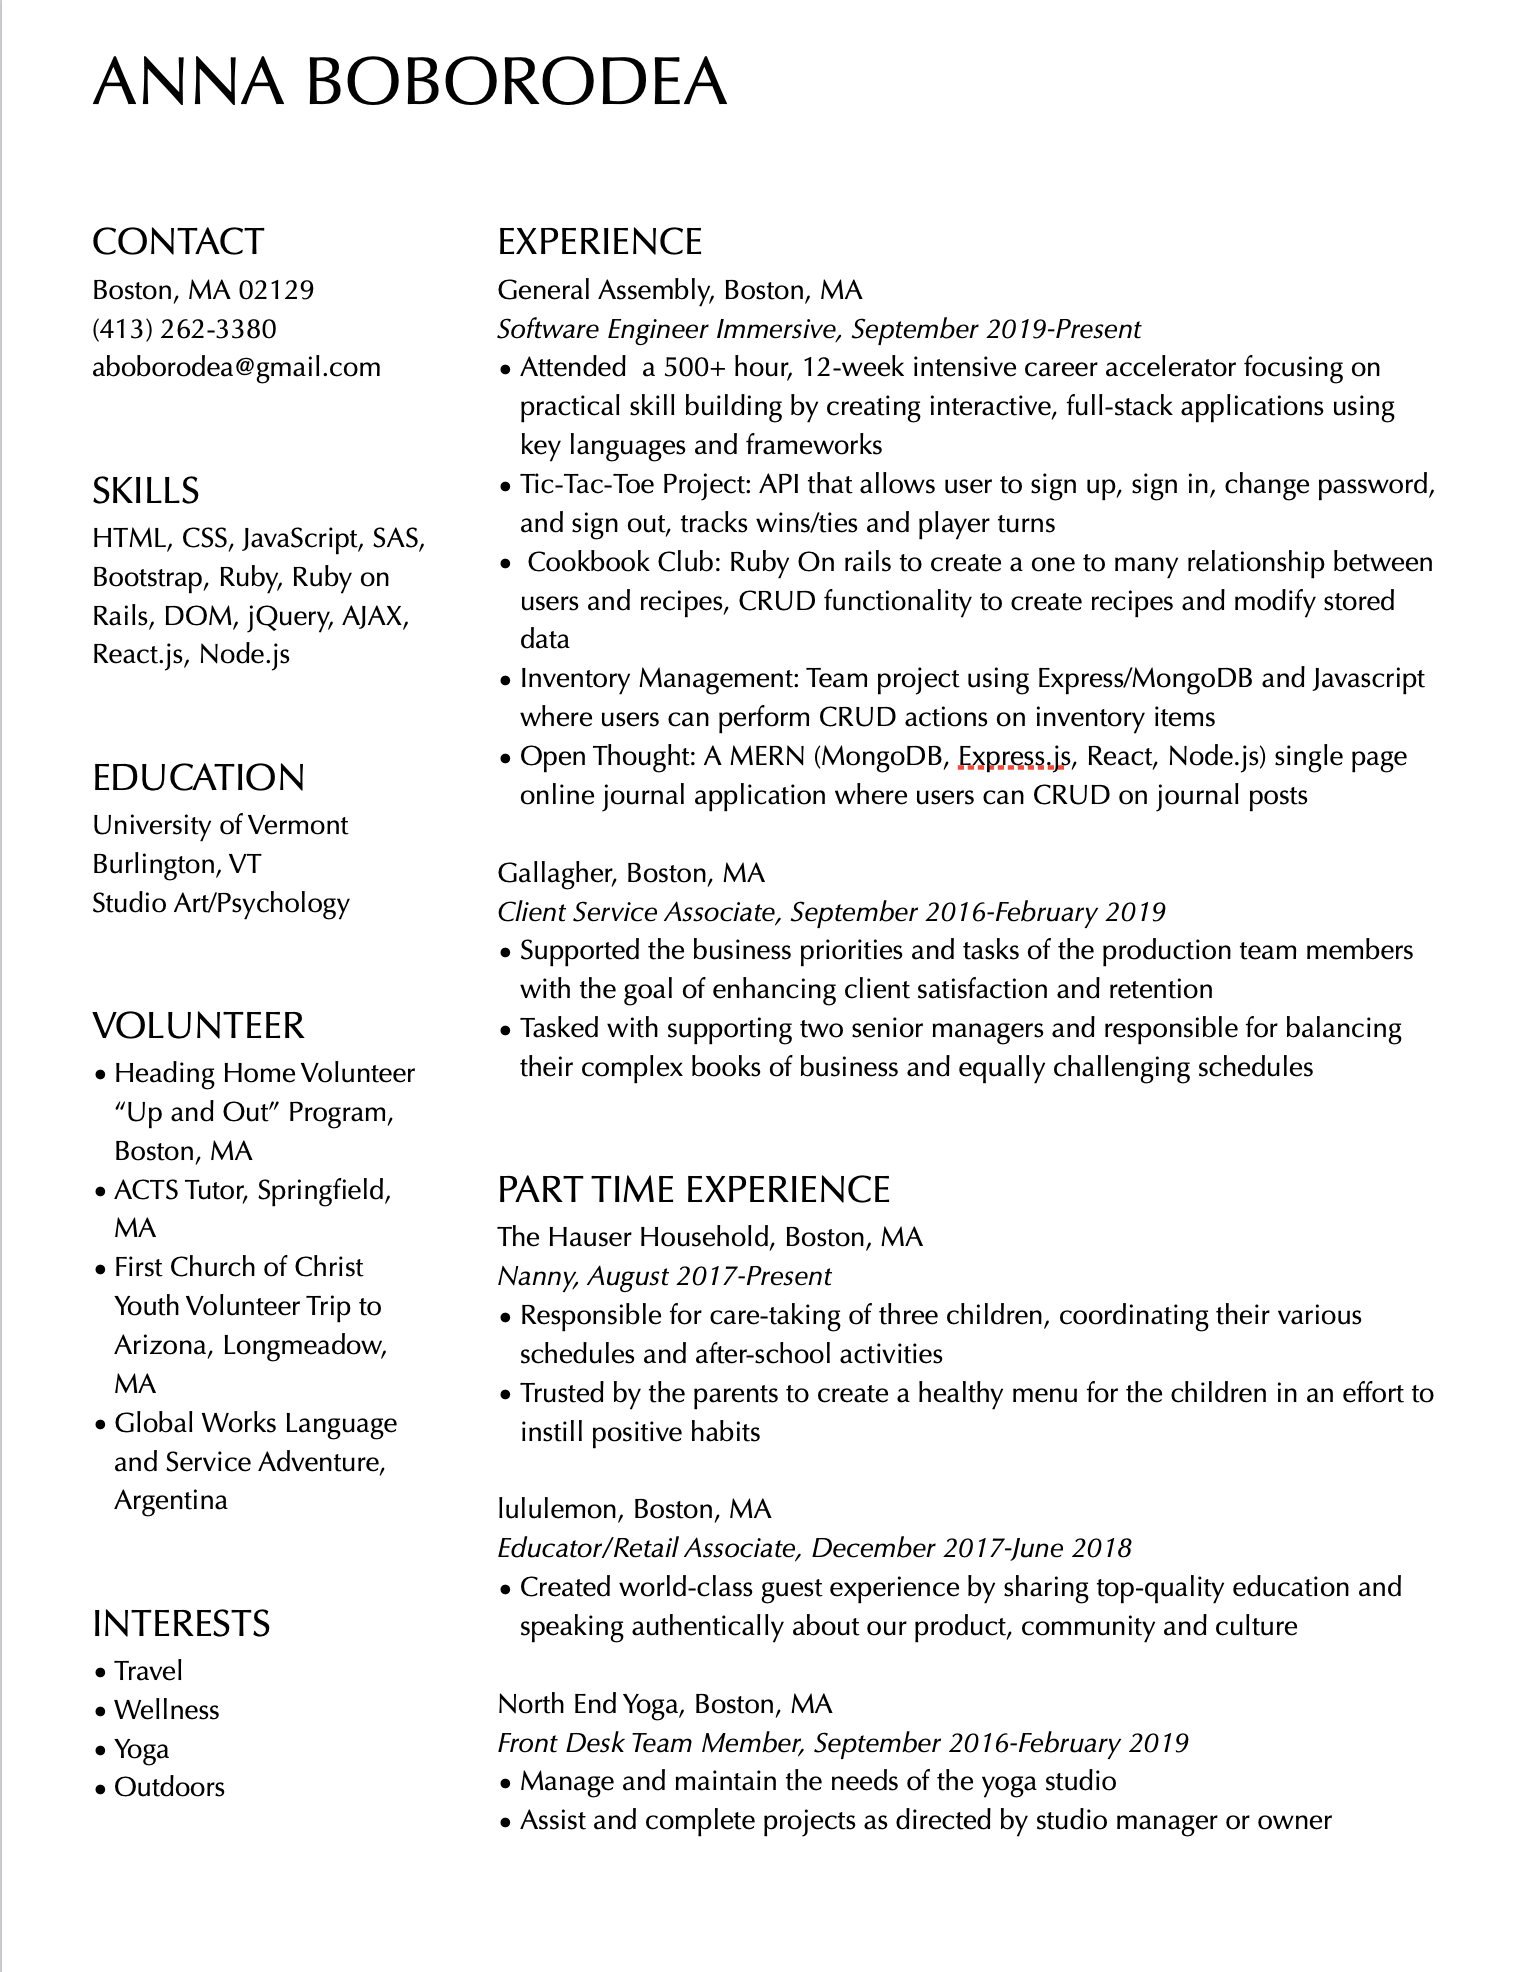 ANNA BOBORODEA
CONTACT
Boston, MA 02129
(413) 262-3380
aboborodea@gmail.com
SKILLS
HTML, CSS, JavaScript, SAS,
Bootstrap, Ruby, Ruby on
Rails, DOM, jQuery, AJAX,
React.js, Node.js
EDUCATION
University of Vermont
Burlington, VT
Studio Art/Psychology
VOLUNTEER
• Heading Home Volunteer
“Up and Out” Program,
Boston, MA
• ACTS Tutor, Springfield,
MA
• First Church of Christ
Youth Volunteer Trip to
Arizona, Longmeadow,
MA
• Global Works Language
and Service Adventure,
Argentina
INTERESTS
• Travel
• Wellness
• Yoga
• Outdoors
EXPERIENCE
General Assembly, Boston, MA
Software Engineer Immersive, September 2019-Present
• Attended  a 500+ hour, 12-week intensive career accelerator focusing on
practical skill building by creating interactive, full-stack applications using
key languages and frameworks
• Tic-Tac-Toe Project: API that allows user to sign up, sign in, change password,
and sign out, tracks wins/ties and player turns
•  Cookbook Club: Ruby On rails to create a one to many relationship between
users and recipes, CRUD functionality to create recipes and modify stored
data
• Inventory Management: Team project using Express/MongoDB and Javascript
where users can perform CRUD actions on inventory items
• Open Thought: A MERN (MongoDB, Express.js, React, Node.js) single page
online journal application where users can CRUD on journal posts
Gallagher, Boston, MA
Client Service Associate, September 2016-February 2019
• Supported the business priorities and tasks of the production team members
with the goal of enhancing client satisfaction and retention
• Tasked with supporting two senior managers and responsible for balancing
their complex books of business and equally challenging schedules
PART TIME EXPERIENCE
The Hauser Household, Boston, MA
Nanny, August 2017-Present
• Responsible for care-taking of three children, coordinating their various
schedules and after-school activities
• Trusted by the parents to create a healthy menu for the children in an effort to
instill positive habits
lululemon, Boston, MA
Educator/Retail Associate, December 2017-June 2018
• Created world-class guest experience by sharing top-quality education and
speaking authentically about our product, community and culture
North End Yoga, Boston, MA
Front Desk Team Member, September 2016-February 2019
• Manage and maintain the needs of the yoga studio
• Assist and complete projects as directed by studio manager or owner